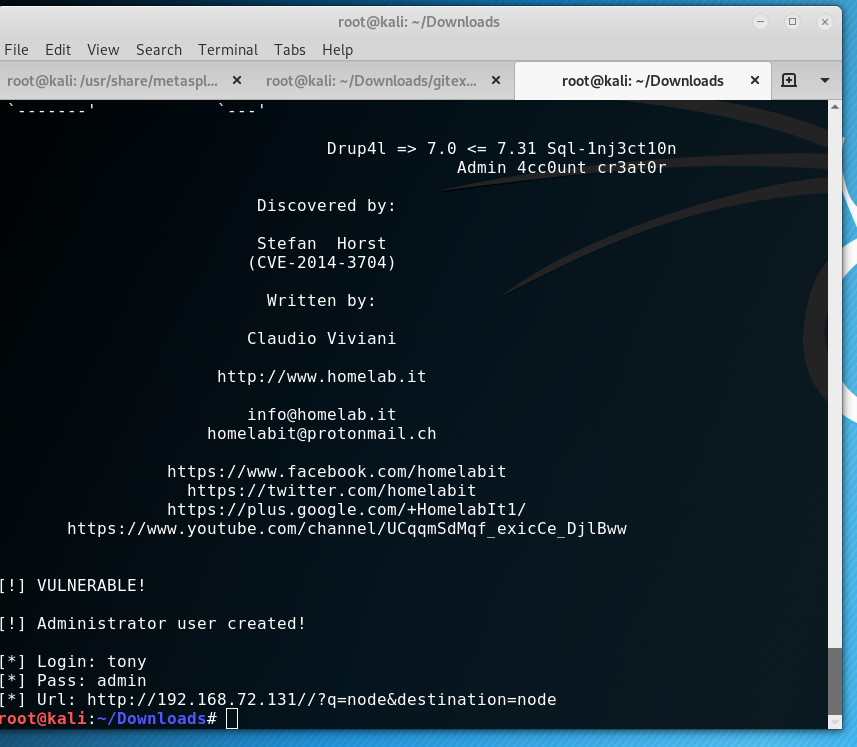 root@kali: ~/Downloads
File Edit View Search Terminal Tabs Help
root@kali: /usr/share/metaspl... × root@kali: ~/Downloads/gitex... × root@kali: ~/Downloads ×
`-------' `---'
Drup4l => 7.0 <= 7.31 Sql-1nj3ct10n
Admin 4cc0unt cr3at0r
Discovered by:
Stefan Horst
(CVE-2014-3704)
Written by:
Claudio Viviani
http://www.homelab.it
info@homelab.it
homelabit@protonmail.ch
https://www.facebook.com/homelabit
https://twitter.com/homelabit
https://plus.google.com/+HomelabIt1/
https://www.youtube.com/channel/UCqqmSdMqf_exicCe_DjlBww
[!] VULNERABLE!
[!] Administrator user created!
[*] Login: tony
[*] Pass: admin
[*] Url: http://192.168.72.131//?q=node&destination=node
root@kali:~/Downloads#